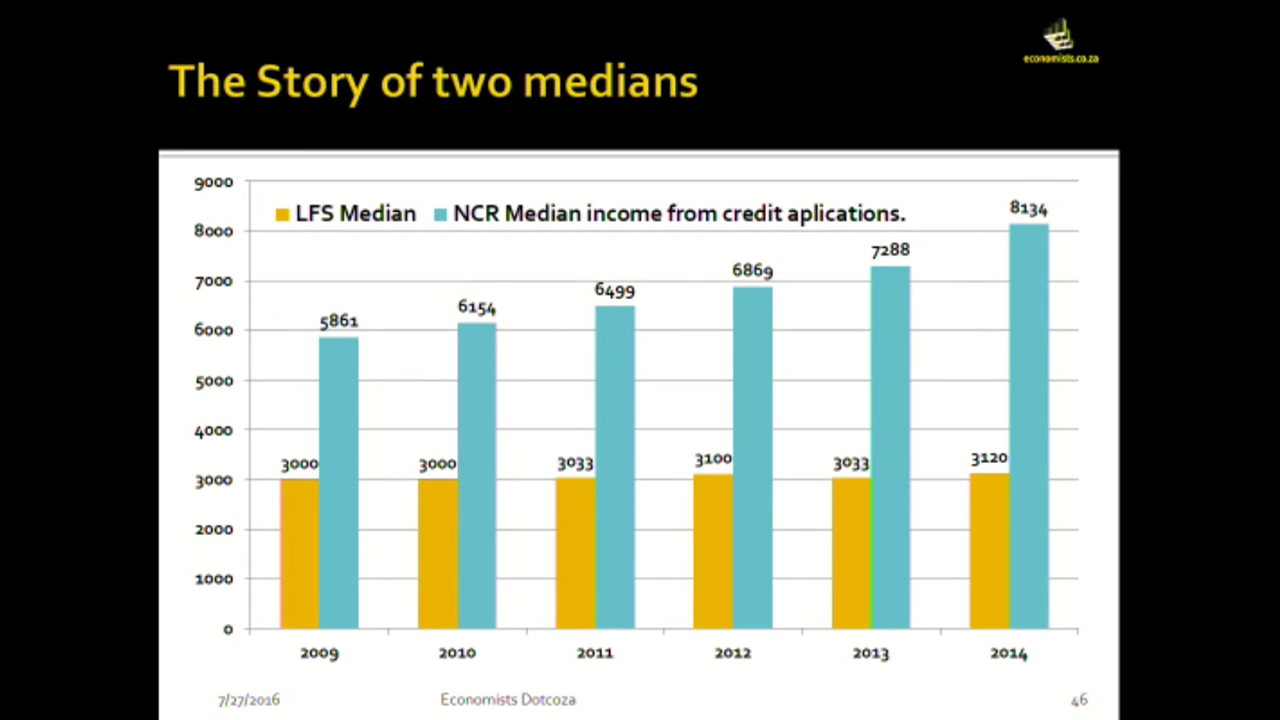 economists.co.za
The Story of two medians
9000
LFS Median NCR Median income from credit aplications.
8134
8000
7288
7000
6869
6499
6154
6000
5861
5000
4000
3000 3000 3033 3100 3033 3120
3000
2000
1000
0
2009 2010 2011 2012 2013 2014
7/27/2016 Economists Dotcoza 46